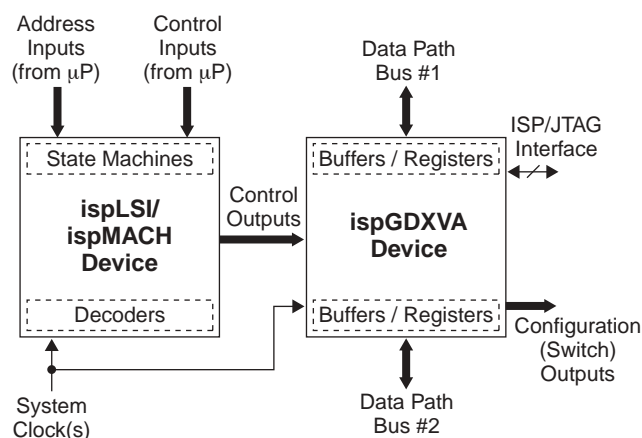 Address
Inputs
(from μP)
Control
Inputs
(from μP)
Data Path
Bus #1
ISP/JTAG
Interface
State Machines
Buffers / Registers
ispLSI/
ispMACH
Device
Control
Outputs
ispGDXVA
Device
Decoders
Buffers / Registers
Configuration
(Switch)
Outputs
System
Clock(s)
Data Path
Bus #2